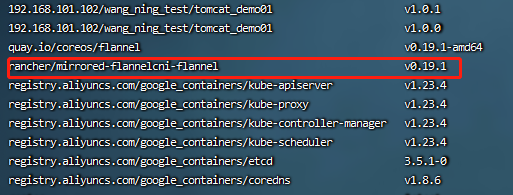 192.168.101.102/wang_ning_test/tomcat_demo01 v1.0.1
192.168.101.102/wang_ning_test/tomcat_demo01 v1.0.0
quay.io/coreos/flannel v0.19.1-amd64
rancher/mirrored-flannelcni-flannel v0.19.1
registry.aliyuncs.com/google_containers/kube-apiserver v1.23.4
registry.aliyuncs.com/google_containers/kube-proxy v1.23.4
registry.aliyuncs.com/google_containers/kube-controller-manager v1.23.4
registry.aliyuncs.com/google_containers/kube-scheduler v1.23.4
registry.aliyuncs.com/google_containers/etcd 3.5.1-0
registry.aliyuncs.com/google_containers/coredns v1.8.6